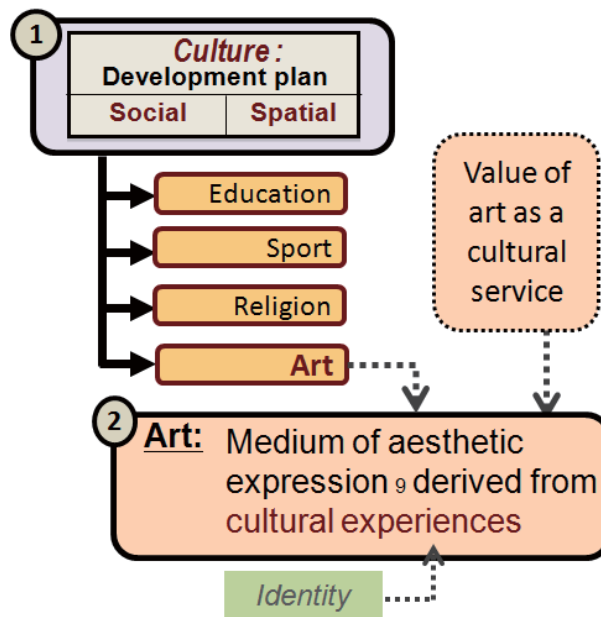 1
Culture :
Development plan
Social Spatial
Education
Sport
Religion
Art
Value of
art as a
cultural
service
2
Art: Medium of aesthetic
expression 9 derived from
cultural experiences
Identity